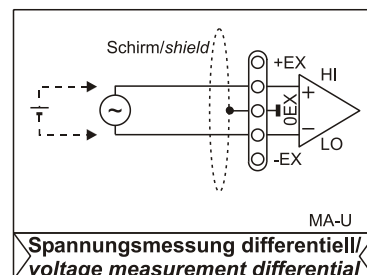 Schirm/shield
+EX
HI
+
~
0EX
−
LO
-EX
MA-U
Spannungsmessung differentiell/
voltage measurement differential